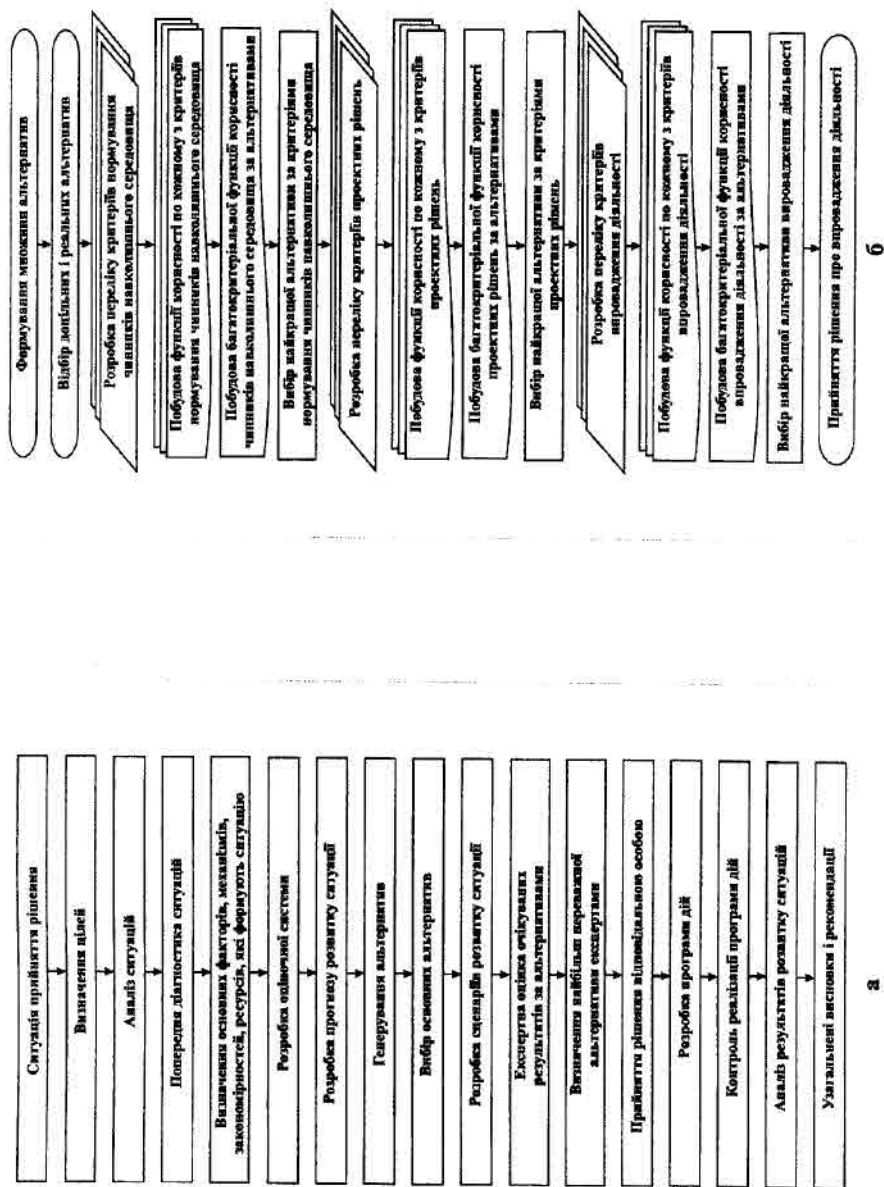 Ситуація прийняття рішення
Визначення цілей
Аналіз ситуацій
Попередня діагностика ситуацій
Визначення основних факторів, механізмів,
закономірностей, ресурсів, які формують ситуацію
Розробка оціночної системи
Розробка прогнозу розвитку ситуації
Генерування альтернатив
Вибір основних альтернатив
Розробка сценаріїв розвитку ситуації
Експертна оцінка очікуваних
результатів за альтернативами
Визначення найбільш переважної
альтернативи експертами
Прийняття рішення відповідальною особою
Розробка програми дій
Контроль реалізації програми дій
Аналіз результатів розвитку ситуацій
Узагальнені висновки і рекомендації
а
Формування множини альтернатив
Відбір доцільних і реальних альтернатив
Розробка переліку критеріїв нормування
чинників навколишнього середовища
Побудова функції корисності по кожному з критеріїв
нормування чинників навколишнього середовища
Побудова багатокритеріальної функції корисності
чинників навколишнього середовища за альтернативами
Вибір найкращої альтернативи за критеріями
нормування чинників навколишнього середовища
Розробка переліку критеріїв проектних рішень
Побудова функції корисності по кожному з критеріїв
проектних рішень
Побудова багатокритеріальної функції корисності
проектних рішень за альтернативами
Вибір найкращої альтернативи за критеріями
проектних рішень
Розробка переліку критеріїв
впровадження діяльності
Побудова функції корисності по кожному з критеріїв
впровадження діяльності
Побудова багатокритеріальної функції корисності
впровадження діяльності за альтернативами
Вибір найкращої альтернативи впровадження діяльності
Прийняття рішення про впровадження діяльності
б